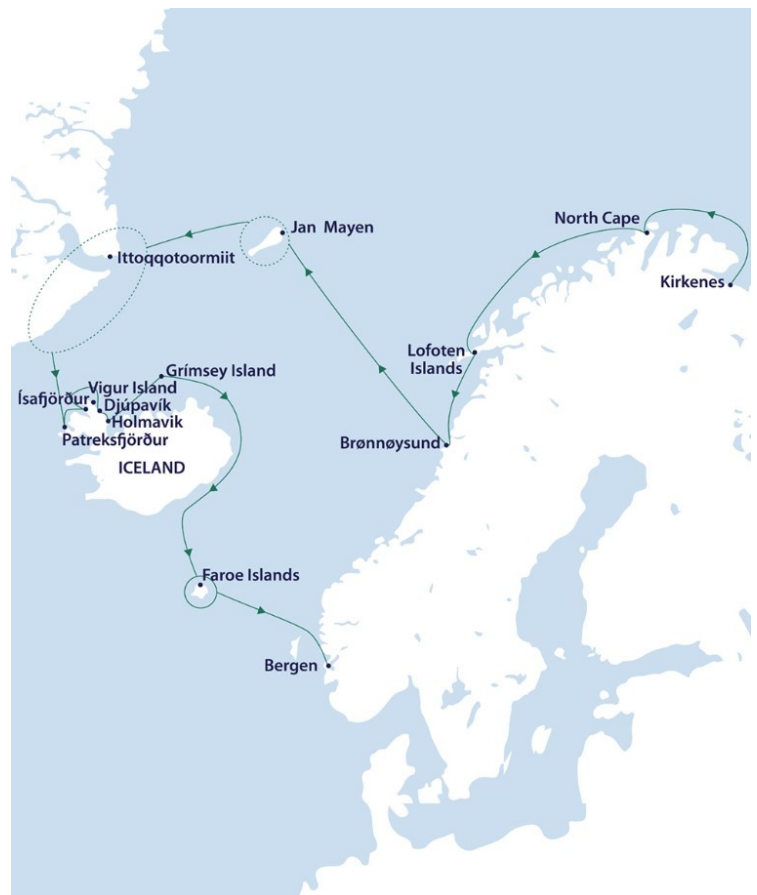 Jan Mayen
North Cape
Ittoqqotoormiit
Kirkenes
Lofoten
Islands
Grímsey Island
Vigur Island
Ísafjörður
Djúpavík
Holmavik
Patreksfjörður
Brønnøysund
ICELAND
Faroe Islands
Bergen